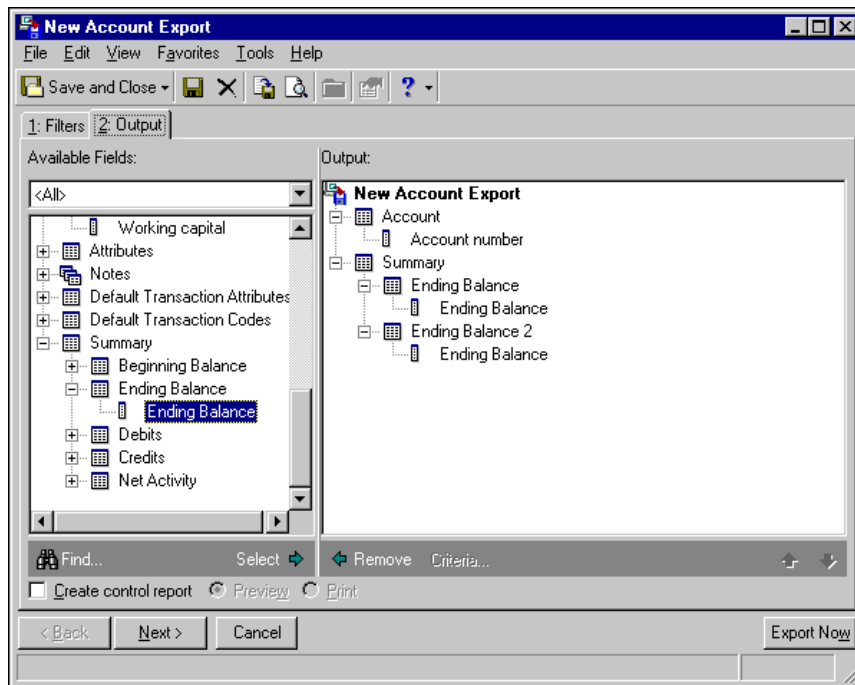 New Account Export
File Edit View Favorites Tools Help
Save and Close ?
1: Filters 2: Output
Available Fields:
<All>
Working capital
Attributes
Notes
Default Transaction Attributes
Default Transaction Codes
Summary
Beginning Balance
Ending Balance
Ending Balance
Debits
Credits
Net Activity
Find... Select
Output:
New Account Export
Account
Account number
Summary
Ending Balance
Ending Balance
Ending Balance 2
Ending Balance
Remove Criteria...
Create control report Preview Print
< Back Next > Cancel Export Now